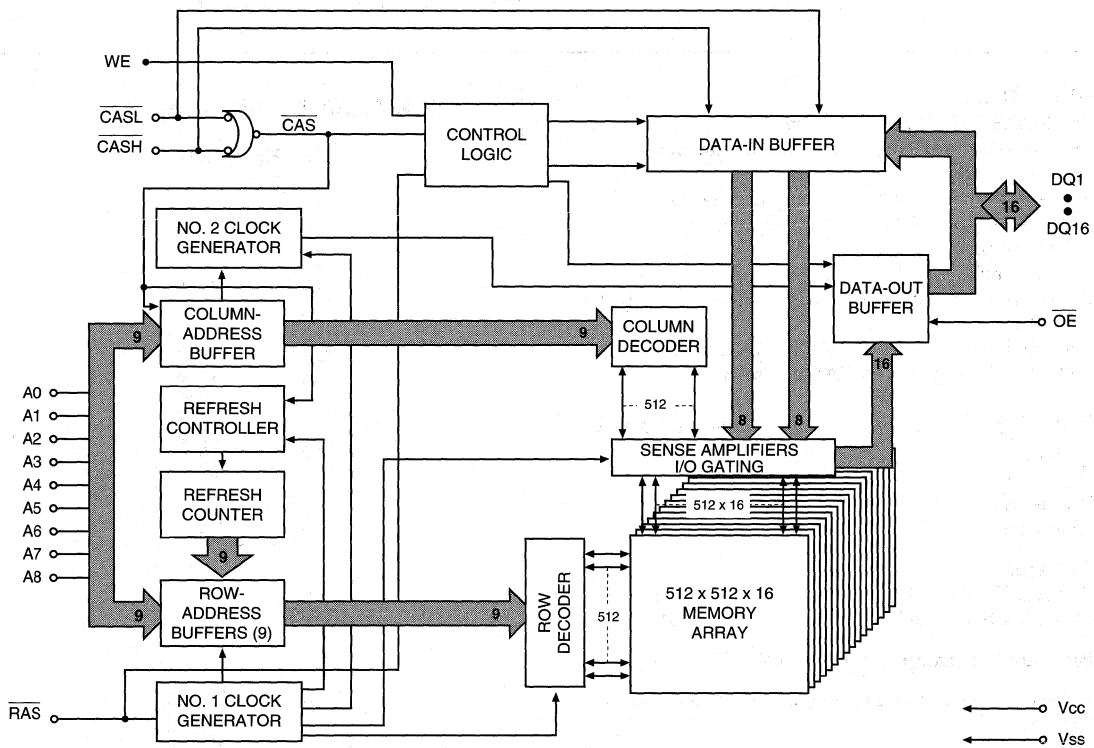 WE
CASL
CASH
CAS
CONTROL
LOGIC
DATA-IN BUFFER
DQ1
16
DQ16
NO. 2 CLOCK
GENERATOR
DATA-OUT
BUFFER
OE
COLUMN-
ADDRESS
BUFFER
9
9
COLUMN
DECODER
16
A0
A1
A2
A3
A4
A5
A6
A7
A8
REFRESH
CONTROLLER
512
8
8
SENSE AMPLIFIERS
I/O GATING
REFRESH
COUNTER
512 x 16
9
ROW-
ADDRESS
BUFFERS (9)
9
9
ROW
DECODER
512
512 x 512 x 16
MEMORY
ARRAY
RAS
NO. 1 CLOCK
GENERATOR
Vcc
Vss